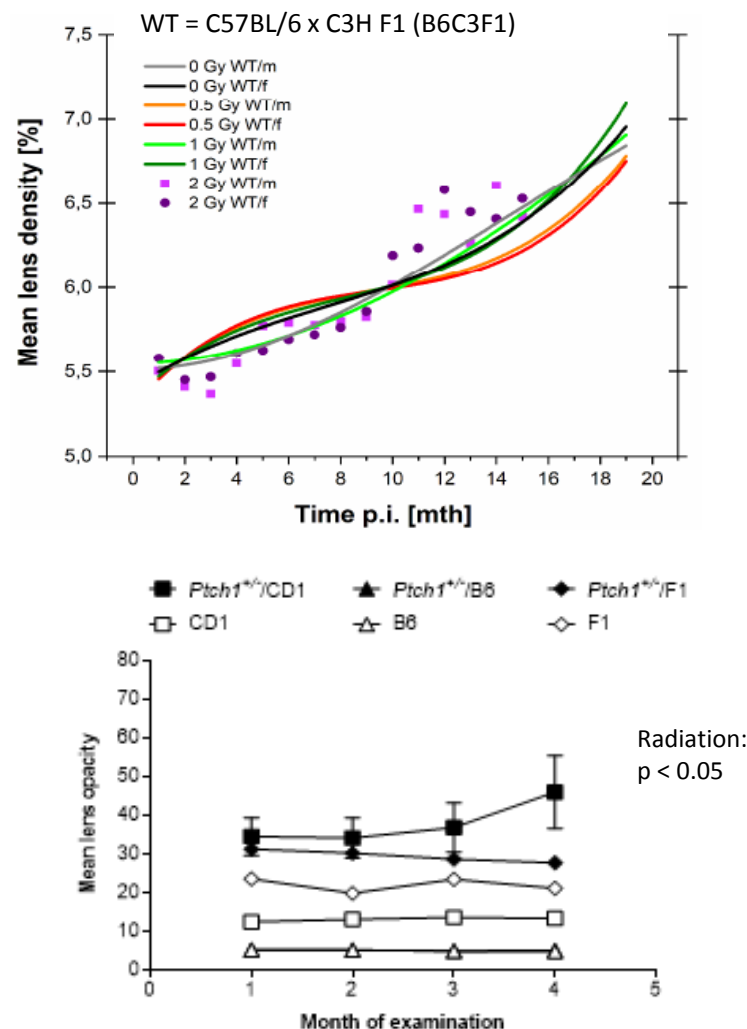 WT = C57BL/6 x C3H F1 (B6C3F1)
7,5
7,0
6,5
6,0
5,5
5,0
Mean lens density [%]
0 Gy WT/m
0 Gy WT/f
0.5 Gy WT/m
0.5 Gy WT/f
1 Gy WT/m
1 Gy WT/f
2 Gy WT/m
2 Gy WT/f
0 2 4 6 8 10 12 14 16 18 20
Time p.i. [mth]
Ptch1+/-/CD1 Ptch1+/-/B6 Ptch1+/-/F1
CD1 B6 F1
80
70
60
50
40
30
20
10
0
Mean lens opacity
Radiation:
p < 0.05
0 1 2 3 4 5
Month of examination